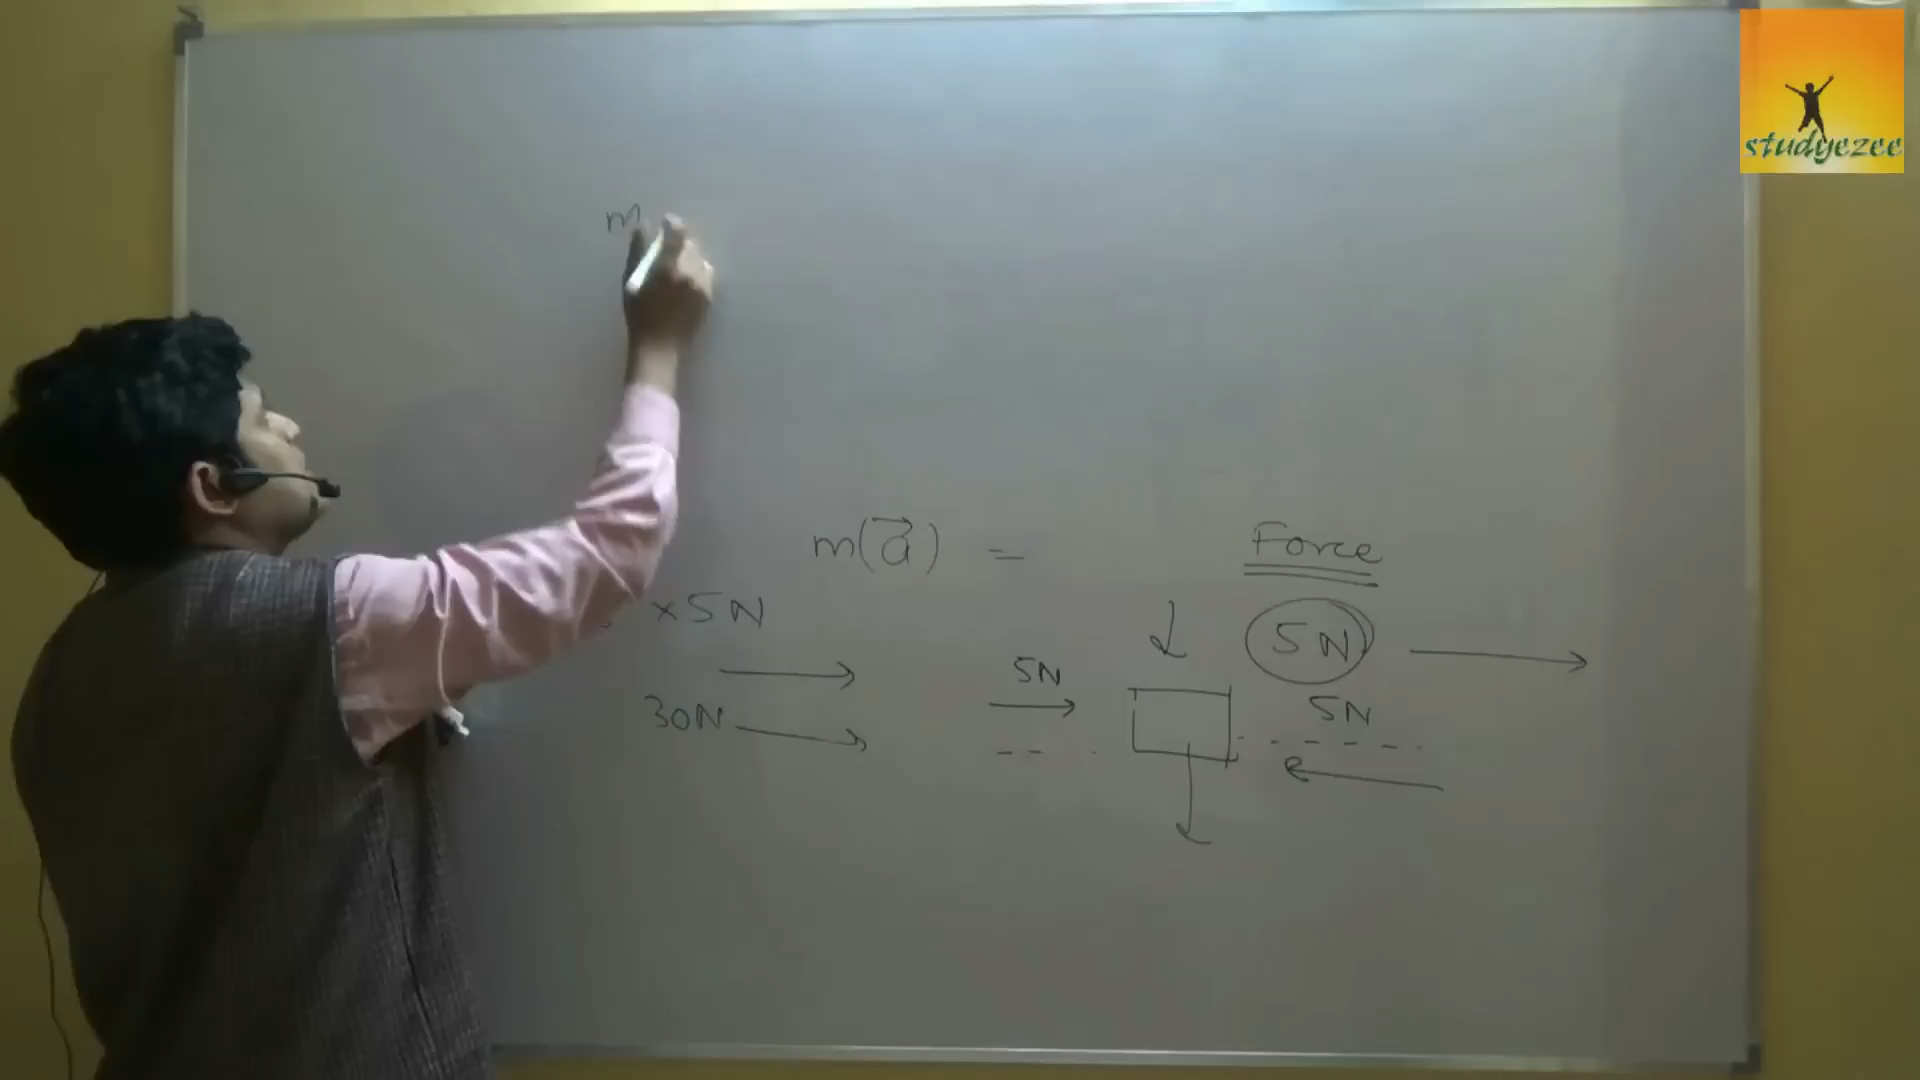 studyezee
m
m(a⃗) =
Force
×5N
5N
5N
5N
30N